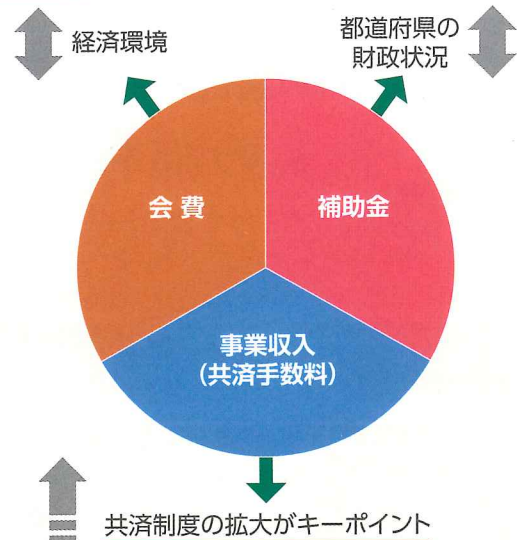 経済環境
都道府県の
財政状況
会費
補助金
事業収入
(共済手数料)
共済制度の拡大がキーポイント